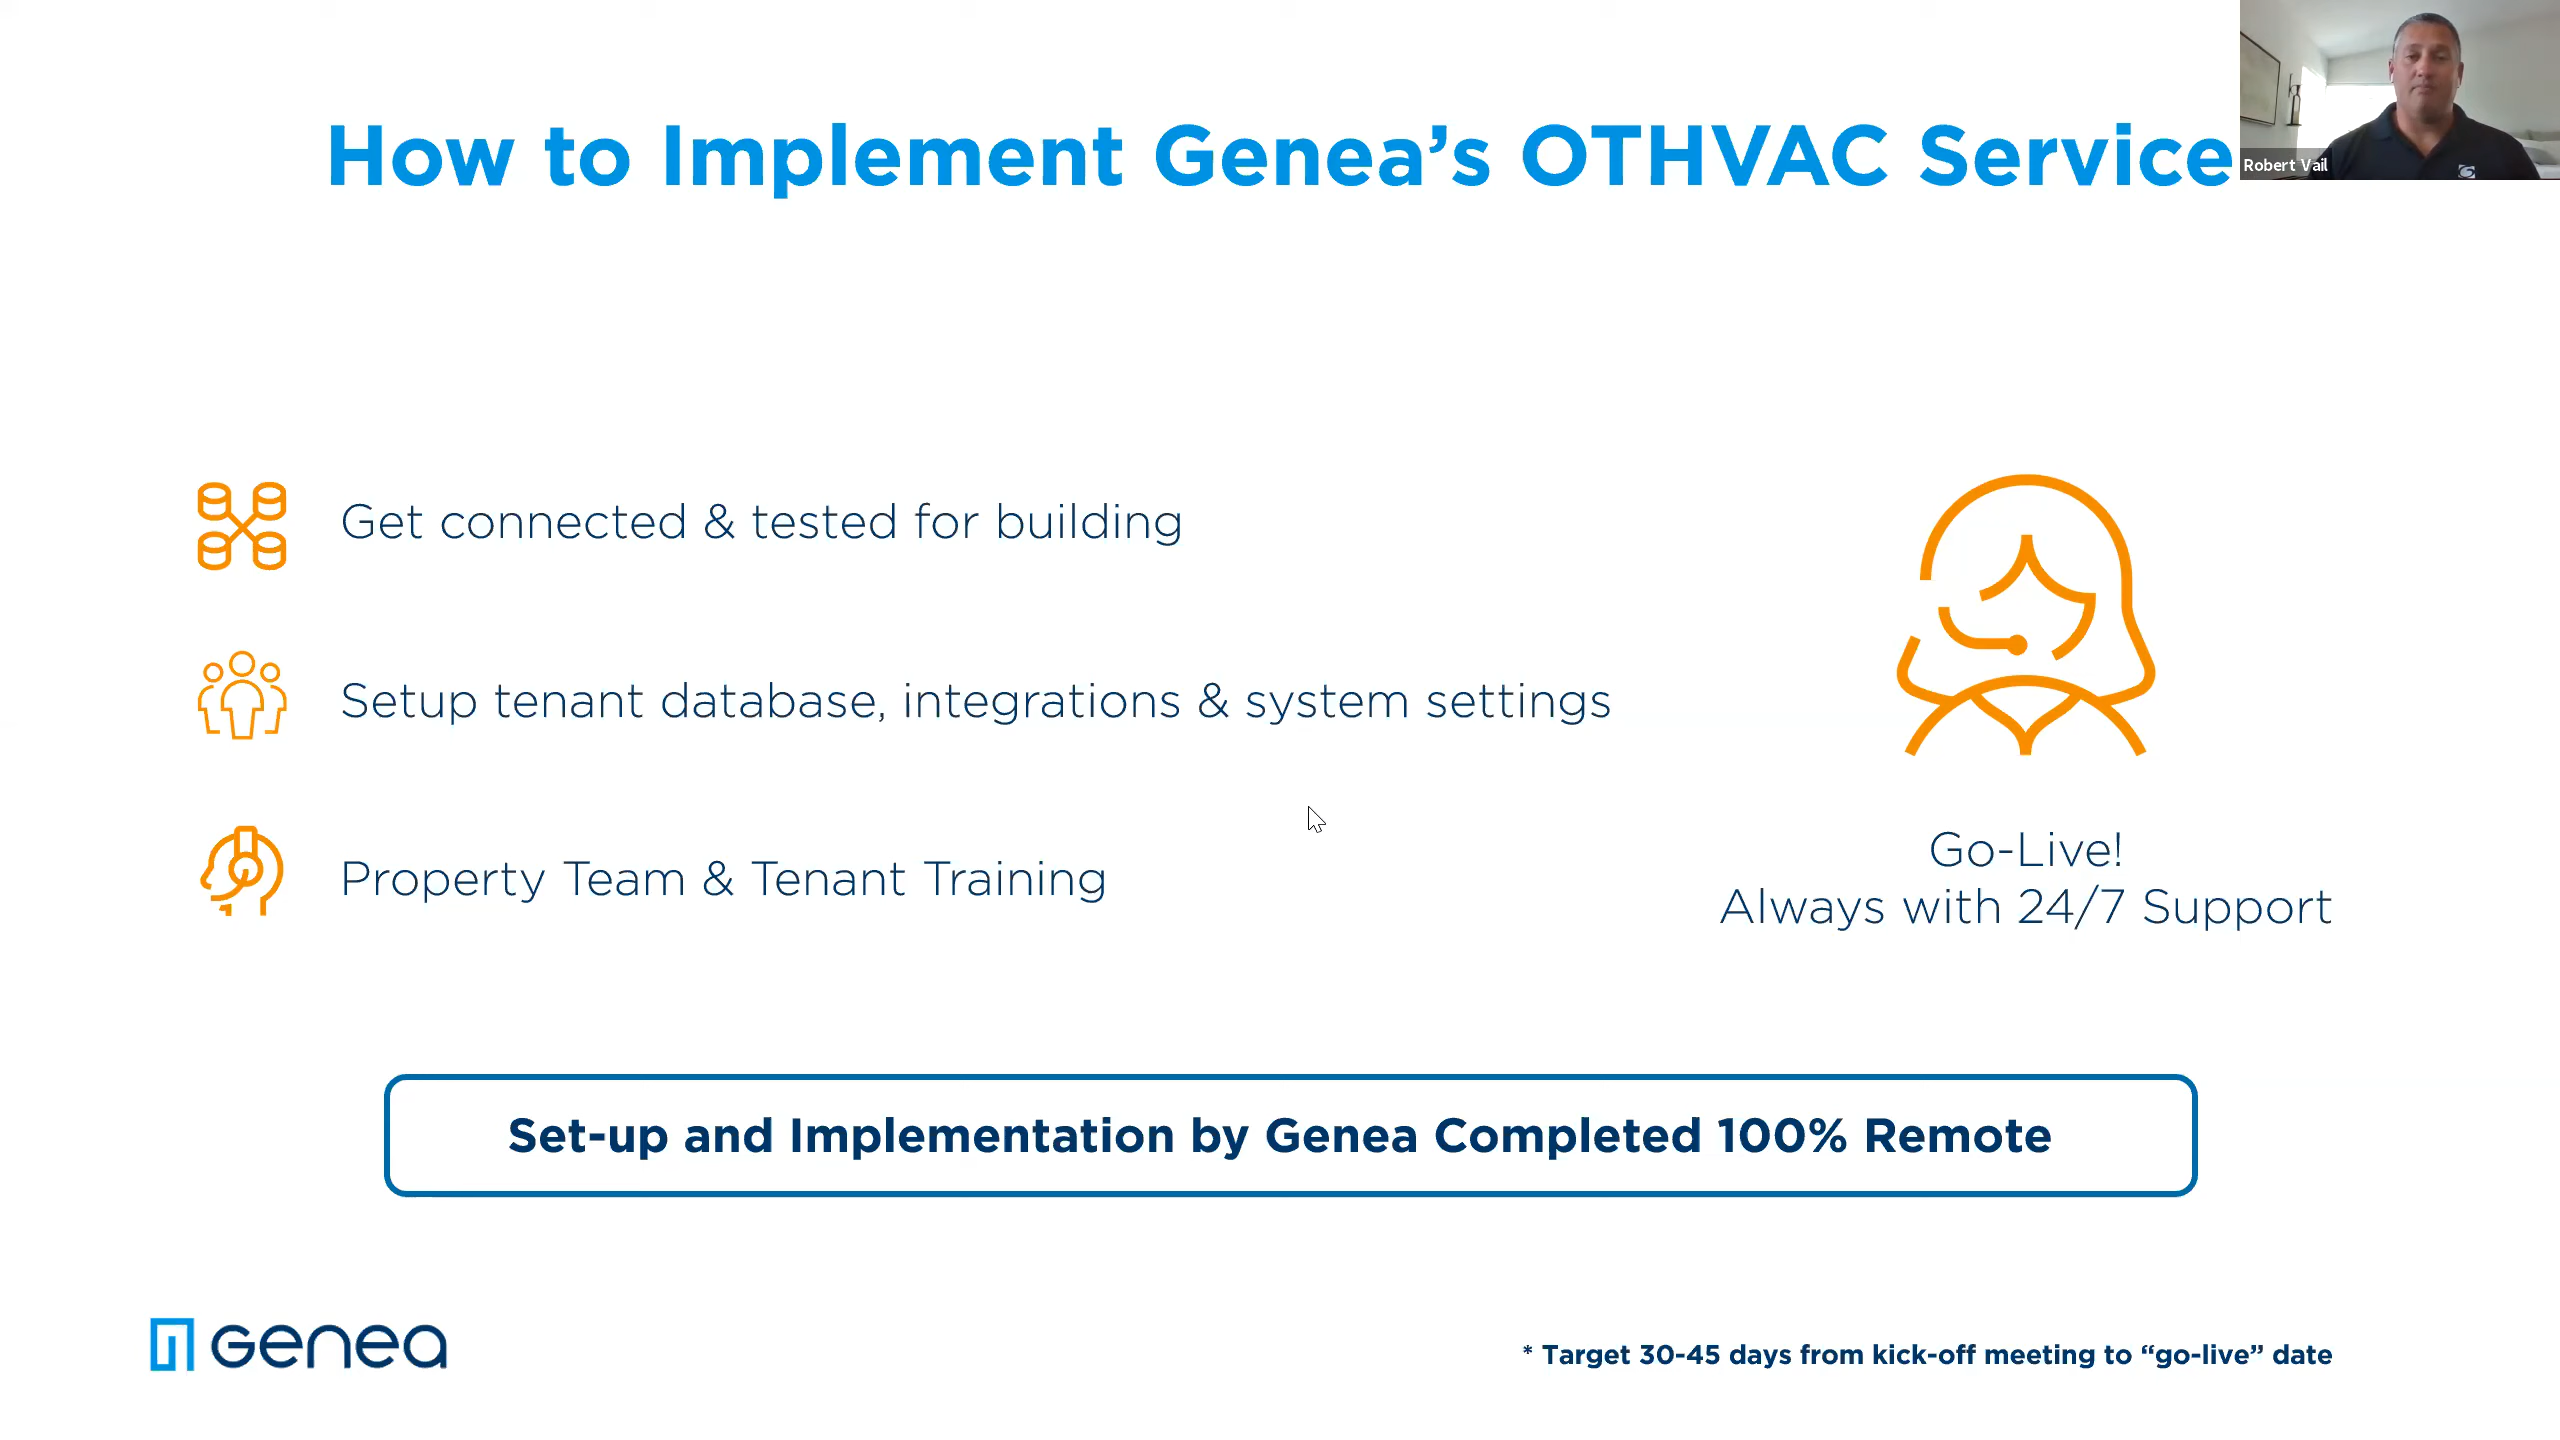 How to Implement Genea’s OTHVAC Service
Robert Vail
Get connected & tested for building
Setup tenant database, integrations & system settings
Property Team & Tenant Training
Go-Live!
Always with 24/7 Support
Set-up and Implementation by Genea Completed 100% Remote
Genea
* Target 30-45 days from kick-off meeting to “go-live” date